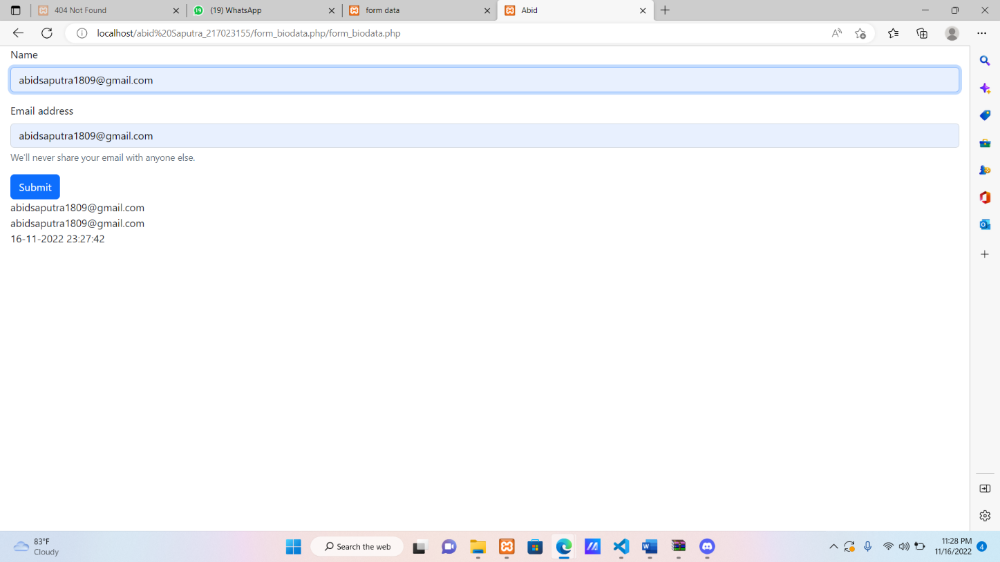 404 Not Found
19
(19) WhatsApp
form data
Abid
localhost/abid%20Saputra_217023155/form_biodata.php/form_biodata.php
Name
abidsaputra1809@gmail.com
Email address
abidsaputra1809@gmail.com
We'll never share your email with anyone else.
Submit
abidsaputra1809@gmail.com
abidsaputra1809@gmail.com
16-11-2022 23:27:42
83°F
Cloudy
Search the web
11:28 PM
11/16/2022
4